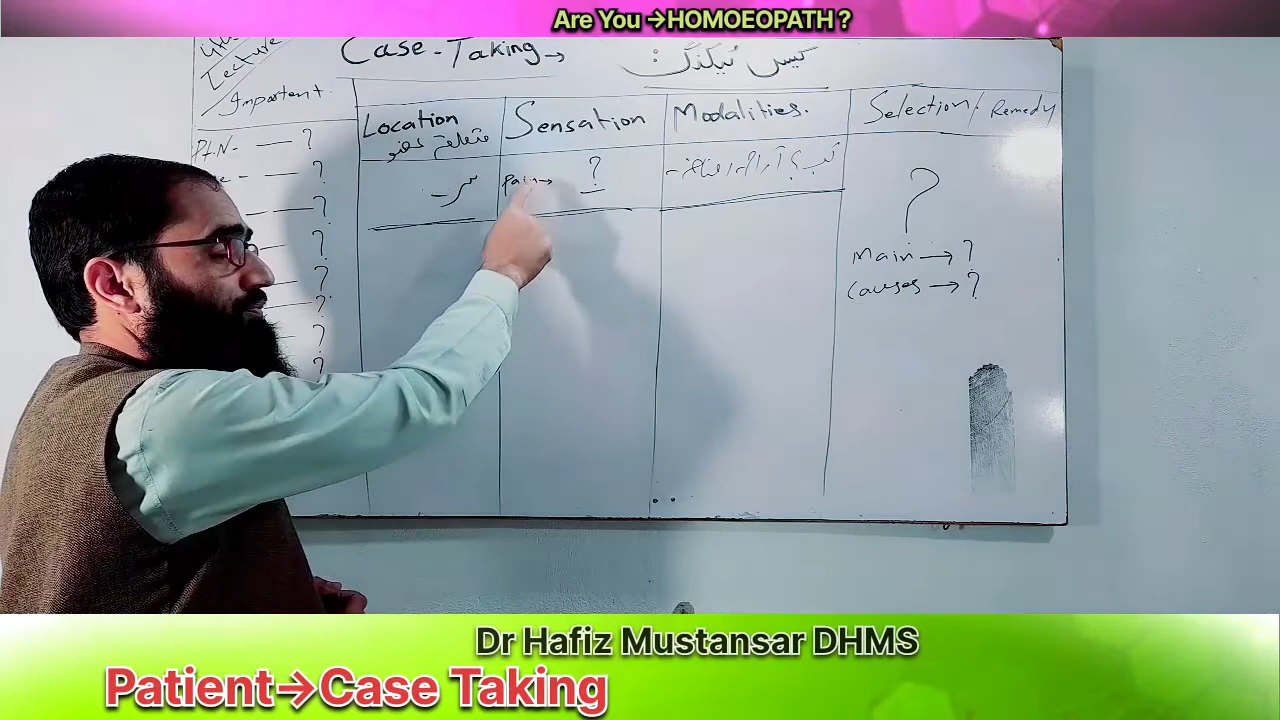 Are You →HOMOEOPATH ?
Lecture
Case-Taking→ کیس ٹیکنگ:
Important.
Location Sensation Modalities. Selection/ Remedy
متعلقہ عضو
Pt.N- — ?
سر Pain→ ? ?
— ?
— ?
— ?
Main → ?
— ?
Causes → ?
— ?
— ?
?
Dr Hafiz Mustansar DHMS
Patient→Case Taking